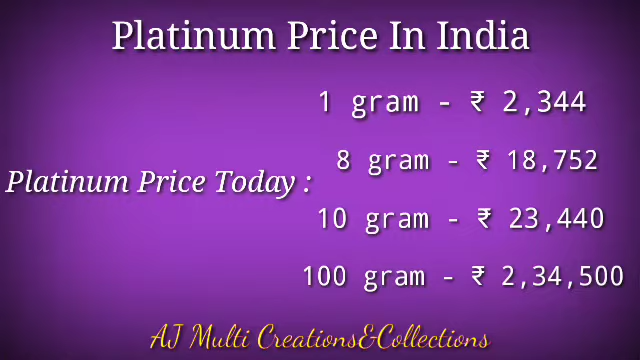 Platinum Price In India
Platinum Price Today :
1 gram - ₹ 2,344
8 gram - ₹ 18,752
10 gram - ₹ 23,440
100 gram - ₹ 2,34,500
AJ Multi Creations&Collections